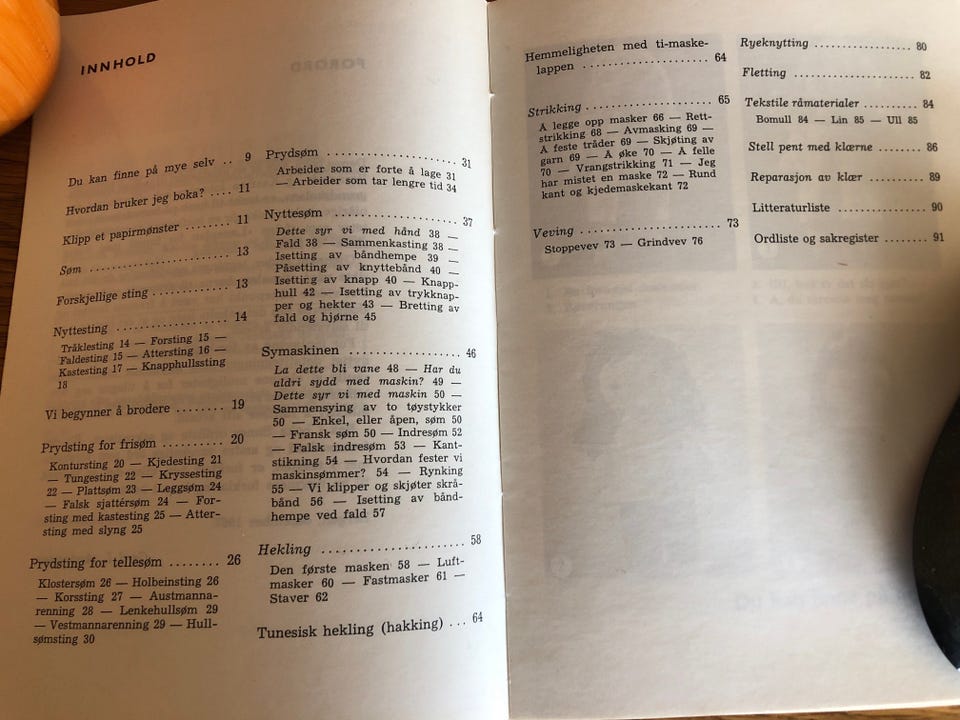 INNHOLD
Du kan finne på mye selv .. 9
Hvordan bruker jeg boka? .... 11
Klipp et papirmønster ........ 11
Søm ........................ 13
Forskjellige sting ............. 13
Nyttesting .................. 14
Tråklesting 14 — Forsting 15 —
Faldesting 15 — Attersting 16 —
Kastesting 17 — Knapphullssting
18
Vi begynner å brodere ........ 19
Prydsting for frisøm .......... 20
Kontursting 20 — Kjedesting 21
— Tungesting 22 — Kryssesting
22 — Plattsøm 23 — Leggsøm 24
— Falsk sjattérsøm 24 — For-
sting med kastesting 25 — Atter-
sting med slyng 25
Prydsting for tellesøm ........ 26
Klostersøm 26 — Holbeinsting 26
— Korssting 27 — Austmanna-
renning 28 — Lenkehullsøm 29
— Vestmannarenning 29 — Hull-
sømsting 30
Prydsøm ..................... 31
Arbeider som er forte å lage 31
— Arbeider som tar lengre tid 34
Nyttesøm ................... 37
Dette syr vi med hånd 38 —
Fald 38 — Sammenkasting 38 —
Isetting av båndhempe 39 —
Påsetting av knyttebånd 40 —
Isetting av knapp 40 — Knapp-
hull 42 — Isetting av trykknap-
per og hekter 43 — Bretting av
fald og hjørne 45
Symaskinen ................. 46
La dette bli vane 48 — Har du
aldri sydd med maskin? 49 —
Dette syr vi med maskin 50 —
Sammensying av to tøystykker
50 — Enkel, eller åpen, søm 50
— Fransk søm 50 — Indresøm 52
— Falsk indresøm 53 — Kant-
stikning 54 — Hvordan fester vi
maskinsømmer? 54 — Rynking
55 — Vi klipper og skjøter skrå-
bånd 56 — Isetting av bånd-
hempe ved fald 57
Hekling ..................... 58
Den første masken 58 — Luft-
masker 60 — Fastmasker 61 —
Staver 62
Tunesisk hekling (hakking) ... 64
Hemmeligheten med ti-maske-
lappen .................... 64
Strikking .................... 65
Å legge opp masker 66 — Rett-
strikking 68 — Avmasking 69 —
Å feste tråder 69 — Skjøting av
garn 69 — Å øke 70 — Å felle
70 — Vrangstrikking 71 — Jeg
har mistet en maske 72 — Rund
kant og kjedemaskekant 72
Veving ...................... 73
Stoppevev 73 — Grindvev 76
Ryeknytting ................. 80
Fletting ..................... 82
Tekstile råmaterialer .......... 84
Bomull 84 — Lin 85 — Ull 85
Stell pent med klærne ......... 86
Reparasjon av klær ........... 89
Litteraturliste ................ 90
Ordliste og sakregister ........ 91